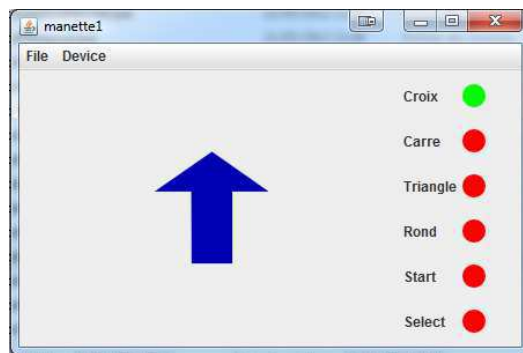 manette1
File Device
Croix
Carre
Triangle
Rond
Start
Select